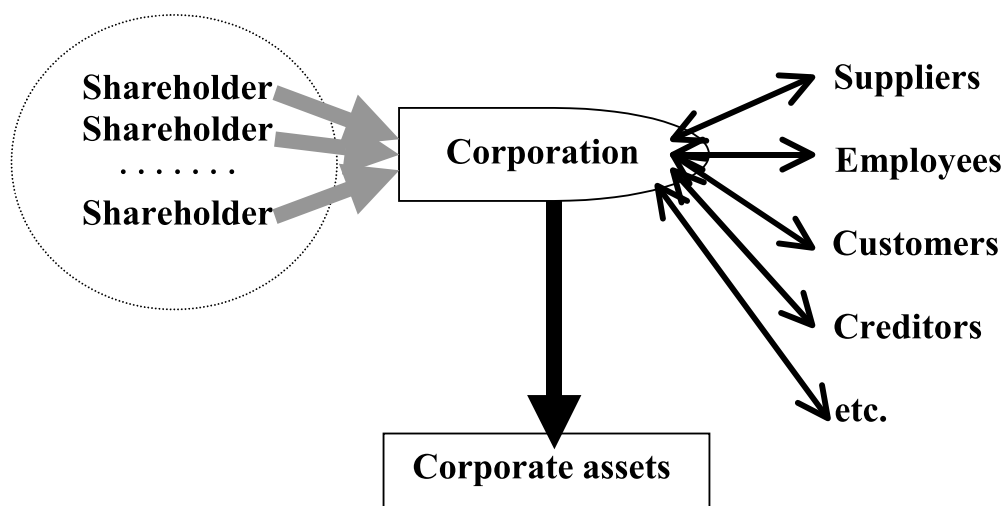 Shareholder
Shareholder
. . . . . . .
Shareholder
Corporation
Suppliers
Employees
Customers
Creditors
etc.
Corporate assets